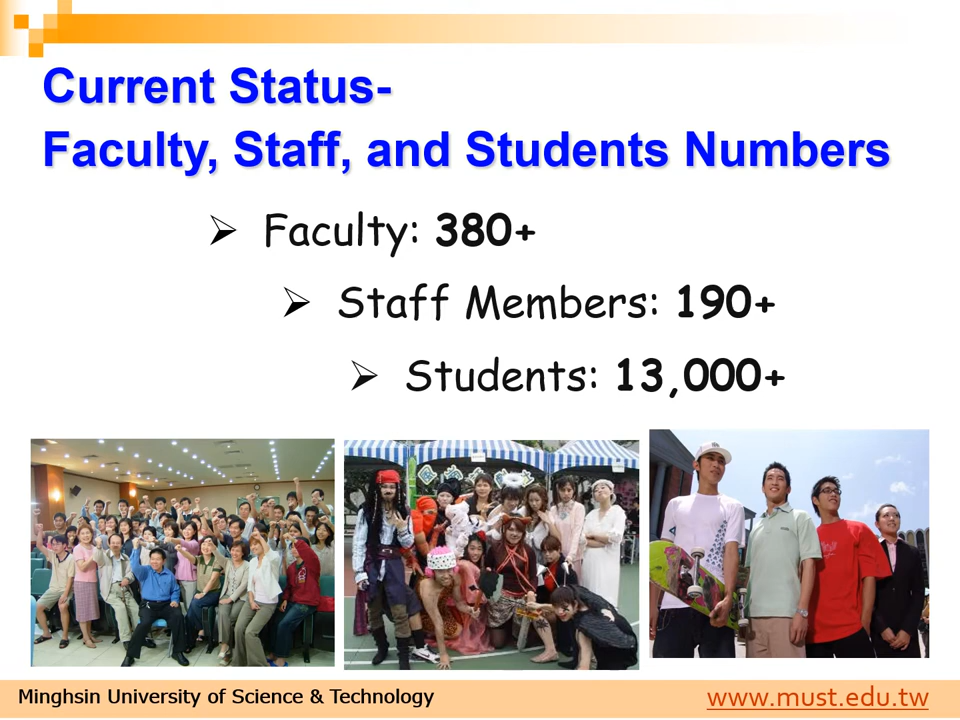 Current Status-
Faculty, Staff, and Students Numbers
➢ Faculty: 380+
➢ Staff Members: 190+
➢ Students: 13,000+
Minghsin University of Science & Technology
www.must.edu.tw